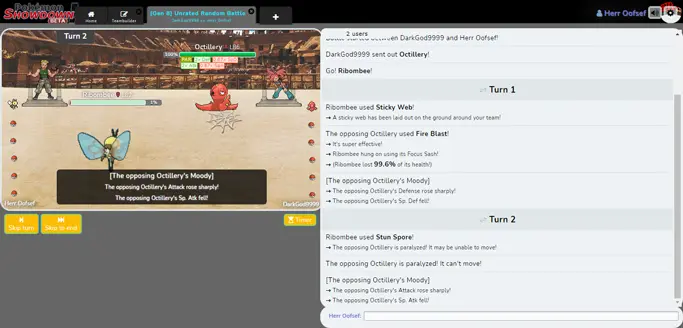 Pokémon
SHOWDOWN
BETA
Home
Teambuilder
[Gen 8] Unrated Random Battle
DarkGod9999 vs. Herr Oofsef
Herr Oofsef
Turn 2
Octillery
100%
Ribombee
1%
[The opposing Octillery's Moody]
The opposing Octillery's Attack rose sharply!
The opposing Octillery's Sp. Atk fell!
Herr Oofsef
DarkGod9999
Skip turn
Skip to end
Timer
2 users
Battle started between DarkGod9999 and Herr Oofsef!
DarkGod9999 sent out Octillery!
Go! Ribombee!
Turn 1
Ribombee used Sticky Web!
→ A sticky web has been laid out on the ground around your team!
The opposing Octillery used Fire Blast!
→ It's super effective!
→ Ribombee hung on using its Focus Sash!
→ (Ribombee lost 99.6% of its health!)
[The opposing Octillery's Moody]
→ The opposing Octillery's Defense rose sharply!
→ The opposing Octillery's Sp. Def fell!
Turn 2
Ribombee used Stun Spore!
→ The opposing Octillery is paralyzed! It may be unable to move!
The opposing Octillery is paralyzed! It can't move!
[The opposing Octillery's Moody]
→ The opposing Octillery's Attack rose sharply!
→ The opposing Octillery's Sp. Atk fell!
Herr Oofsef: